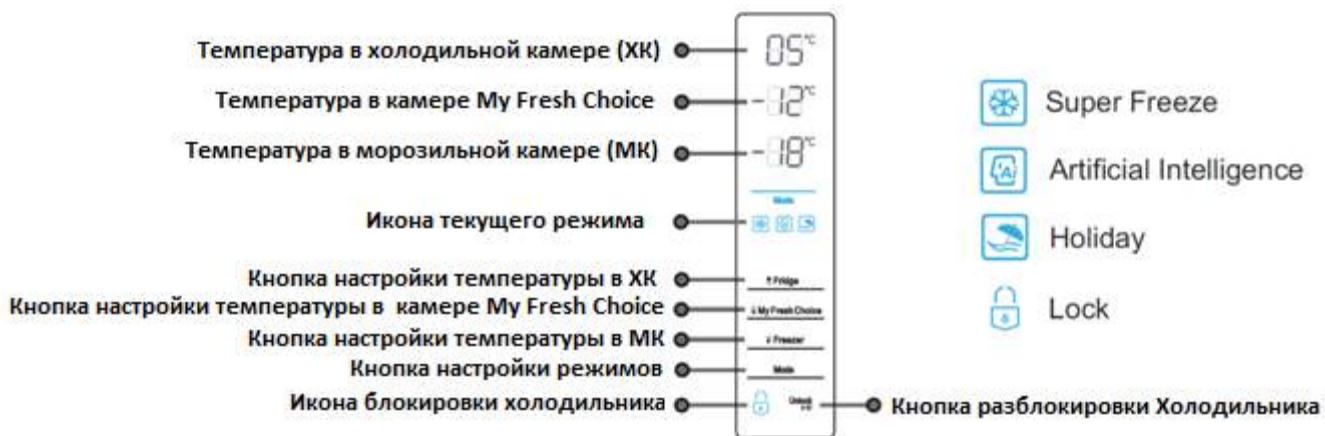 Температура в холодильной камере (ХК)
05°C
Температура в камере My Fresh Choice
-12°C
Температура в морозильной камере (МК)
-18°C
Mode
Икона текущего режима
Кнопка настройки температуры в ХК
Fridge
Кнопка настройки температуры в камере My Fresh Choice
My Fresh Choice
Кнопка настройки температуры в МК
Freezer
Кнопка настройки режимов
Mode
Икона блокировки холодильника
Unlock
Кнопка разблокировки Холодильника
Super Freeze
Ai
Artificial Intelligence
Holiday
Lock